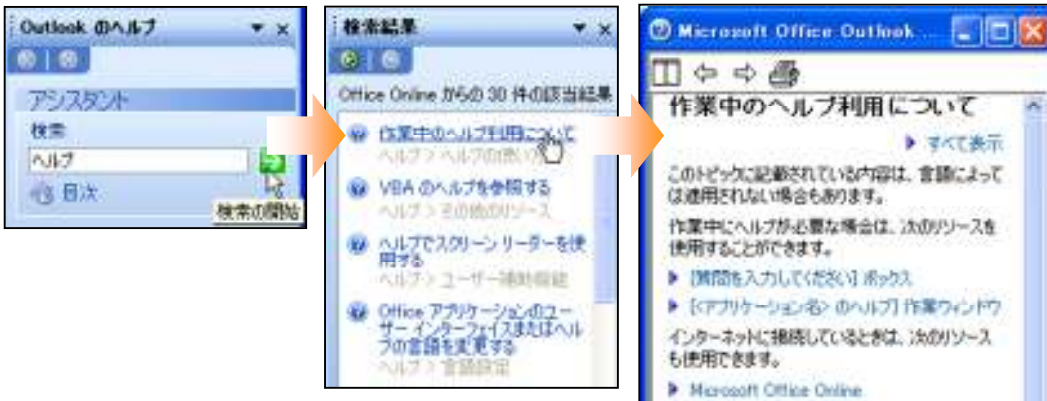 Outlook のヘルプ
アシスタント
検索
ヘルプ
目次
検索の開始
検索結果
Office Online からの 30 件の該当結果
作業中のヘルプ利用について
ヘルプ > ヘルプの使い方
VBA のヘルプを参照する
ヘルプ > その他のリソース
ヘルプでスクリーン リーダーを使
用する
ヘルプ > ユーザー補助機能
Office アプリケーションのユー
ザー インターフェイスまたはヘル
プの言語を変更する
ヘルプ > 言語設定
Microsoft Office Outlook ...
作業中のヘルプ利用について
すべて表示
このトピックに記載されている内容は、言語によって
は適用されない場合もあります。
作業中にヘルプが必要な場合は、次のリソースを
使用することができます。
[質問を入力してください] ボックス
[<アプリケーション名> のヘルプ] 作業ウィンドウ
インターネットに接続しているときは、次のリソース
も使用できます。
Microsoft Office Online